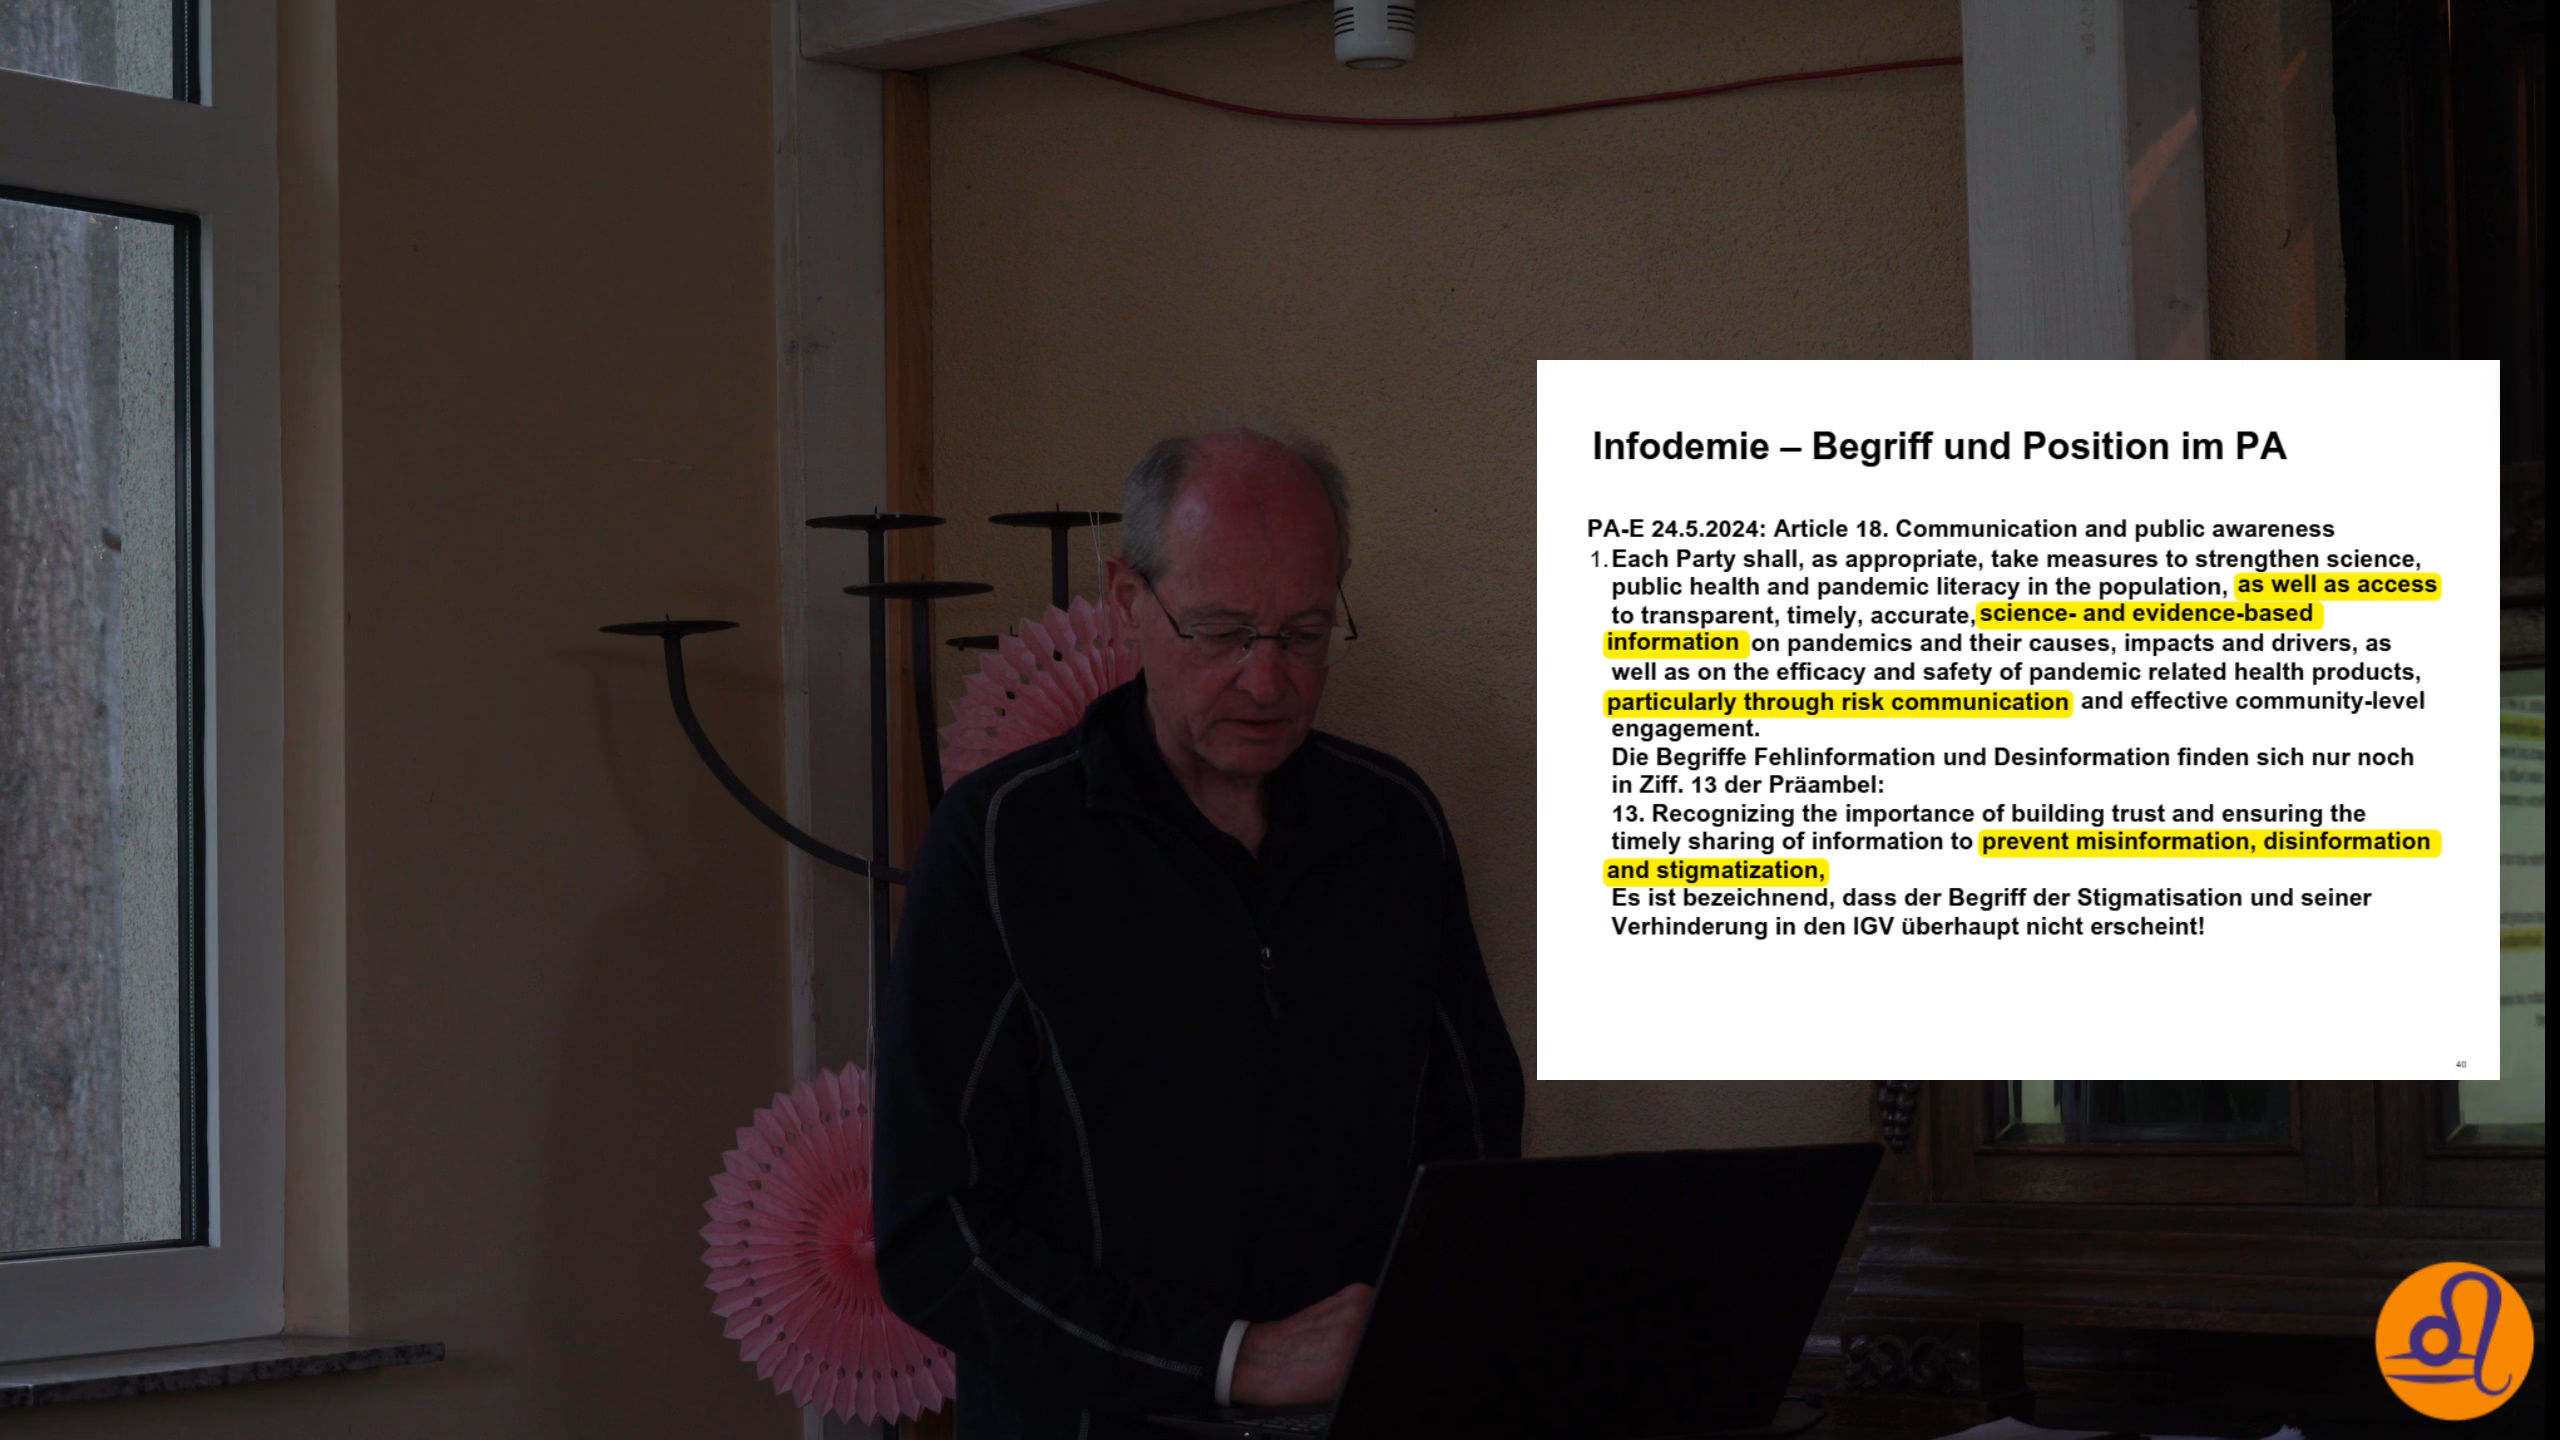 Infodemie – Begriff und Position im PA
PA-E 24.5.2024: Article 18. Communication and public awareness
1. Each Party shall, as appropriate, take measures to strengthen science,
public health and pandemic literacy in the population, as well as access
to transparent, timely, accurate, science- and evidence-based
information on pandemics and their causes, impacts and drivers, as
well as on the efficacy and safety of pandemic related health products,
particularly through risk communication and effective community-level
engagement.
Die Begriffe Fehlinformation und Desinformation finden sich nur noch
in Ziff. 13 der Präambel:
13. Recognizing the importance of building trust and ensuring the
timely sharing of information to prevent misinformation, disinformation
and stigmatization,
Es ist bezeichnend, dass der Begriff der Stigmatisation und seiner
Verhinderung in den IGV überhaupt nicht erscheint!
40